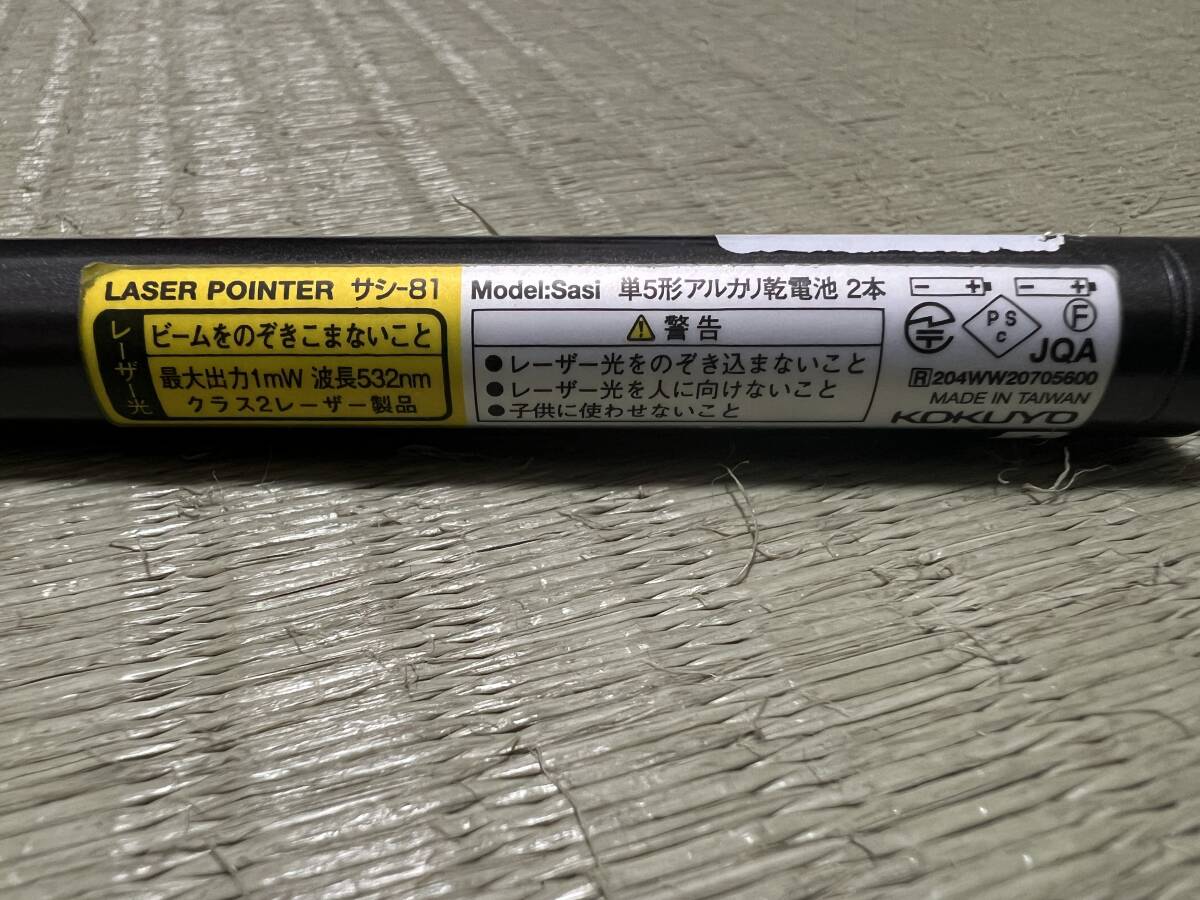 LASER POINTER サシ-81
レーザ光
ビームをのぞきこまないこと
最大出力1mW 波長532nm
クラス2レーザ製品
Model:Sasi 単5形アルカリ乾電池 2本
警告
●レーザー光をのぞき込まないこと
●レーザー光を人に向けないこと
●子供に使わせないこと
- + - +
PS
c
F
JQA
R 204WW20705600
MADE IN TAIWAN
KOKUYO